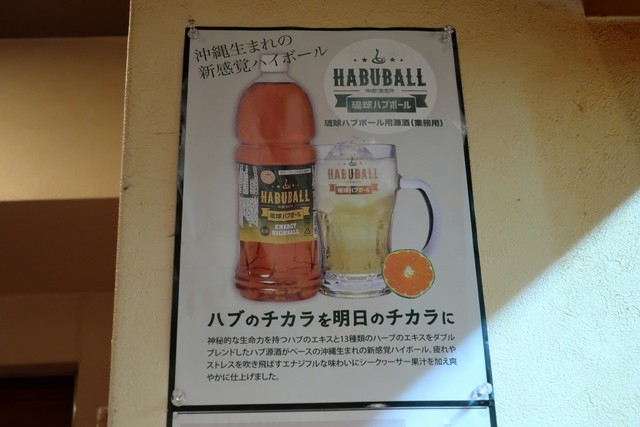 沖縄生まれの
新感覚ハイボール
HABUBALL
琉球ハブボール
琉球ハブボール用濃酒(業務用)
HABUBALL
琉球ハブボール
ENERGY
HIGHBALL
HABUBALL
琉球ハブボール
ハブのチカラを明日のチカラに
神秘的な生命力を持つハブのエキスと13種類のハーブのエキスをダブル
ブレンドしたハブ源酒がベースの沖縄生まれの新感覚ハイボール。疲れや
ストレスを吹き飛ばすエナジフルな味わいにシークヮーサー果汁を加え爽
やかに仕上げました。